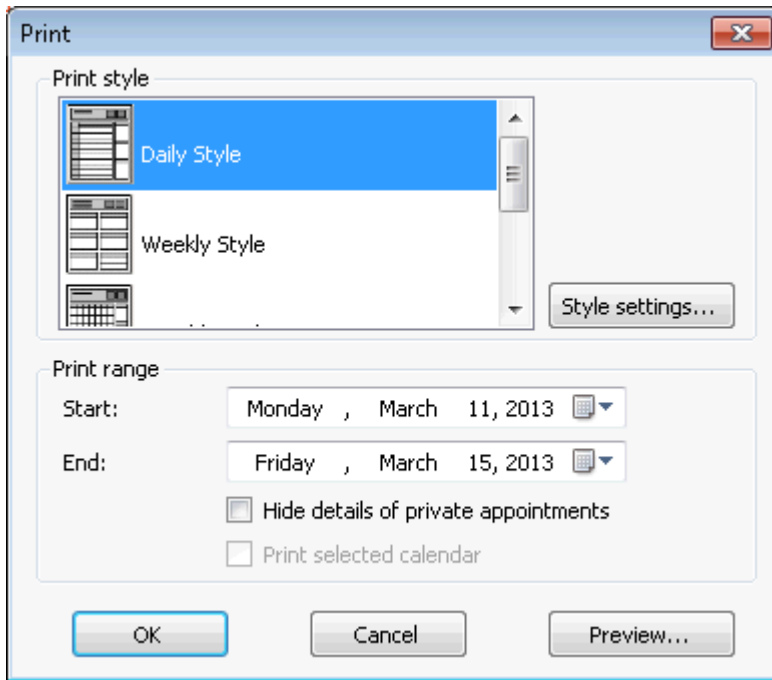 Print
Print style
Daily Style
Weekly Style
Style settings...
Print range
Start: Monday , March 11, 2013
End: Friday , March 15, 2013
Hide details of private appointments
Print selected calendar
OK Cancel Preview...